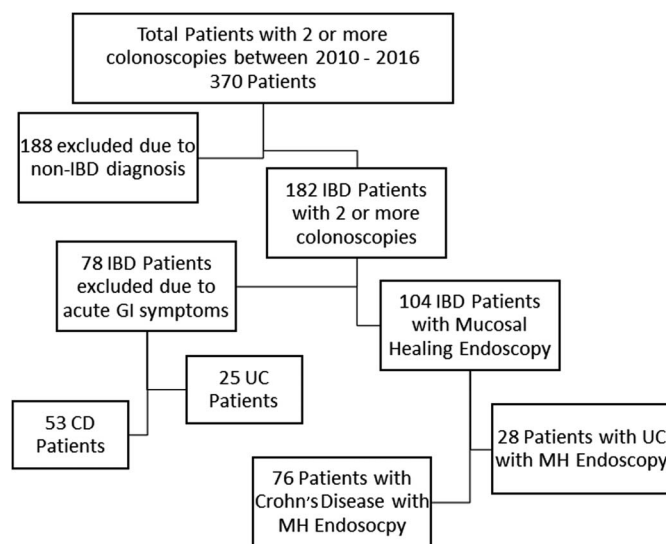 Total Patients with 2 or more
colonoscopies between 2010 - 2016
370 Patients
188 excluded due to
non-IBD diagnosis
182 IBD Patients
with 2 or more
colonoscopies
78 IBD Patients
excluded due to
acute GI symptoms
104 IBD Patients
with Mucosal
Healing Endoscopy
25 UC
Patients
53 CD
Patients
28 Patients with UC
with MH Endoscopy
76 Patients with
Crohn's Disease with
MH Endosocpy